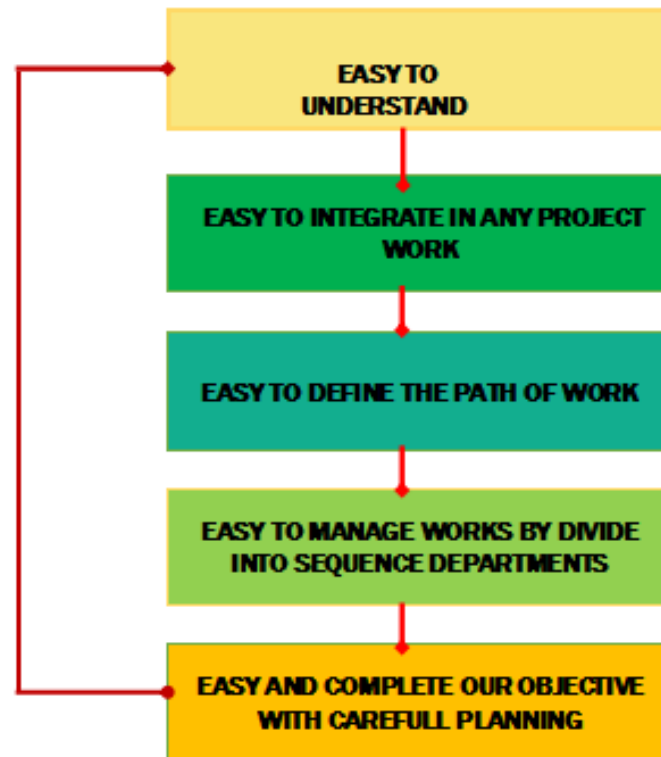 EASY TO
UNDERSTAND
EASY TO INTEGRATE IN ANY PROJECT
WORK
EASY TO DEFINE THE PATH OF WORK
EASY TO MANAGE WORKS BY DIVIDE
INTO SEQUENCE DEPARTMENTS
EASY AND COMPLETE OUR OBJECTIVE
WITH CAREFULL PLANNING